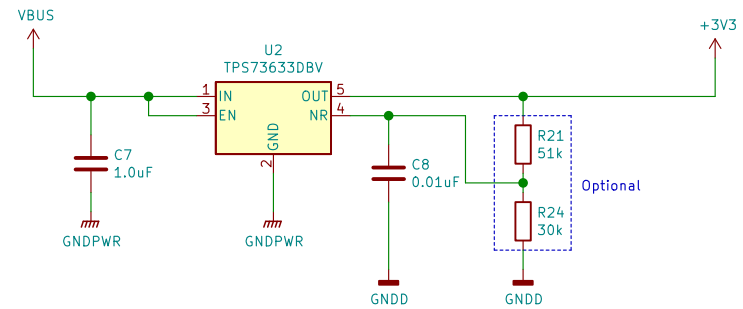 VBUS
+3V3
U2
TPS73633DBV
1
IN
OUT
5
3
EN
NR
4
GND
2
C7
1.0uF
C8
0.01uF
R21
51k
Optional
R24
30k
GNDPWR
GNDPWR
GNDD
GNDD